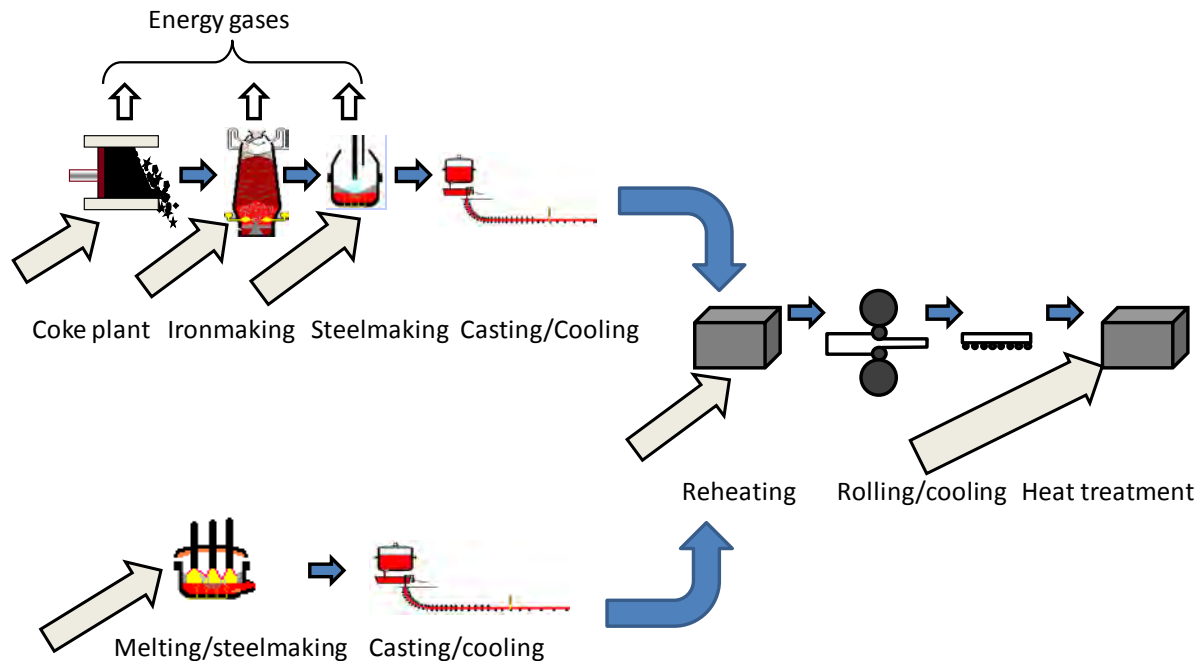 Energy gases
Coke plant
Ironmaking
Steelmaking
Casting/Cooling
Reheating
Rolling/cooling
Heat treatment
Melting/steelmaking
Casting/cooling